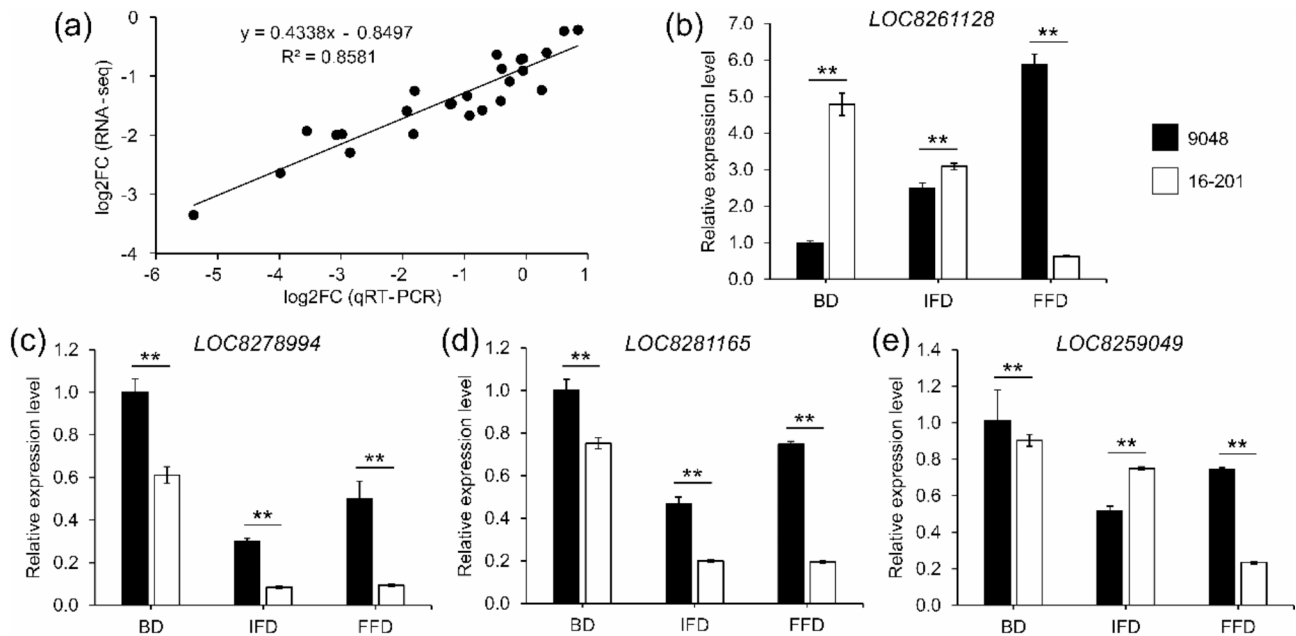 (a)
y = 0.4338x - 0.8497
R² = 0.8581
0
-1
-2
-3
-4
log2FC (RNA-seq)
-6 -5 -4 -3 -2 -1 0 1
log2FC (qRT-PCR)
(b)
LOC8261128
Relative expression level
7.0
6.0
5.0
4.0
3.0
2.0
1.0
0.0
** ** **
BD IFD FFD
9048
16-201
(c)
LOC8278994
Relative expression level
1.2
1.0
0.8
0.6
0.4
0.2
0.0
** ** **
BD IFD FFD
(d)
LOC8281165
Relative expression level
1.2
1.0
0.8
0.6
0.4
0.2
0.0
** ** **
BD IFD FFD
(e)
LOC8259049
Relative expression level
1.4
1.2
1.0
0.8
0.6
0.4
0.2
0.0
** ** **
BD IFD FFD